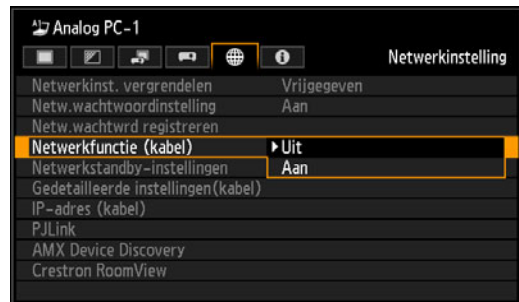 Analog PC-1
Netwerkinstelling
Netwerkinst. vergrendelen Vrijgegeven
Netw.wachtwoordinstelling Aan
Netw.wachtwrd registreren
Netwerkfunctie (kabel) Uit
Netwerkstandby-instellingen Aan
Gedetailleerde instellingen(kabel)
IP-adres (kabel)
PJLink
AMX Device Discovery
Crestron RoomView